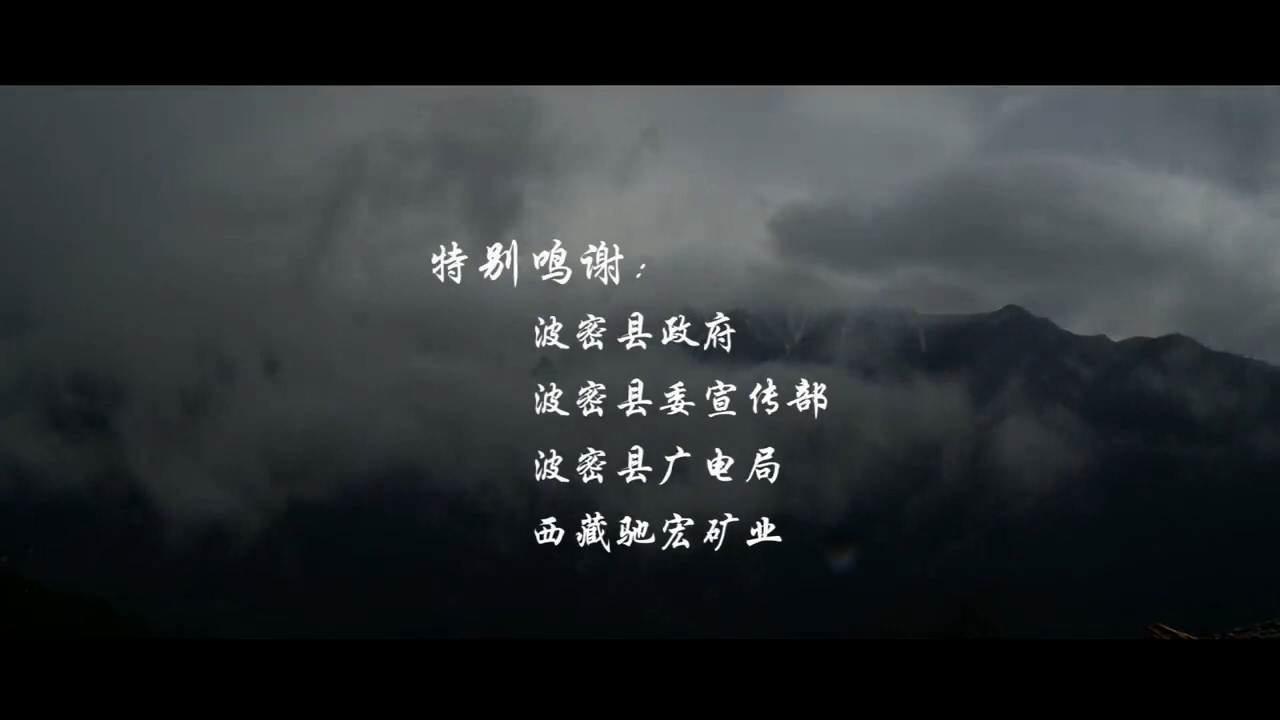 特别鸣谢：
波密县政府
波密县委宣传部
波密县广电局
西藏驰宏矿业